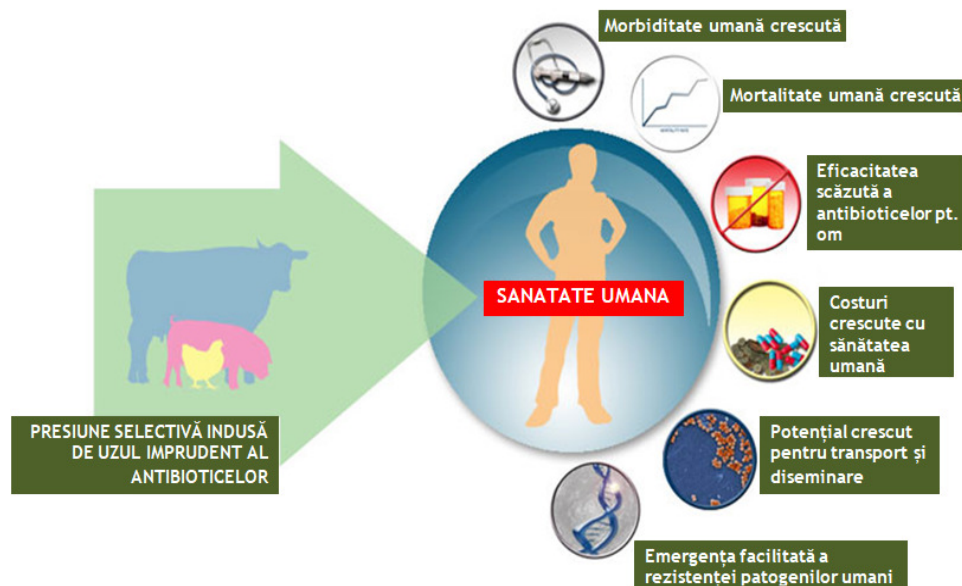 Morbiditate umană crescută
Mortalitate umană crescută
Eficacitatea
scăzută a
antibioticelor pt.
om
SANATATE UMANA
Costuri
crescute cu
sănătatea
umană
PRESIUNE SELECTIVĂ INDUSĂ
DE UZUL IMPRUDENT AL
ANTIBIOTICELOR
Potențial crescut
pentru transport și
diseminare
Emergența facilitată a
rezistenței patogenilor umani